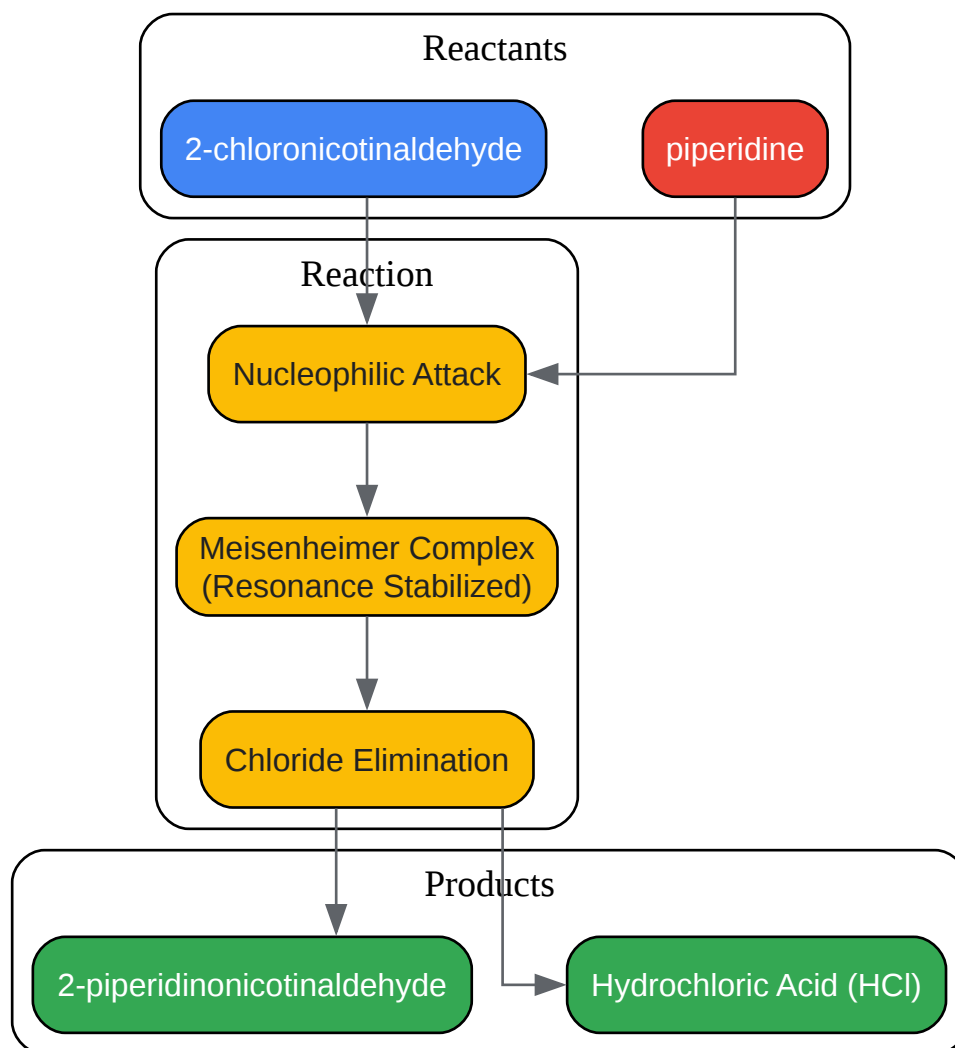 Reactants
2-chloronicotinaldehyde
piperidine
Reaction
Nucleophilic Attack
Meisenheimer Complex
(Resonance Stabilized)
Chloride Elimination
Products
2-piperidinonicotinaldehyde
Hydrochloric Acid (HCl)